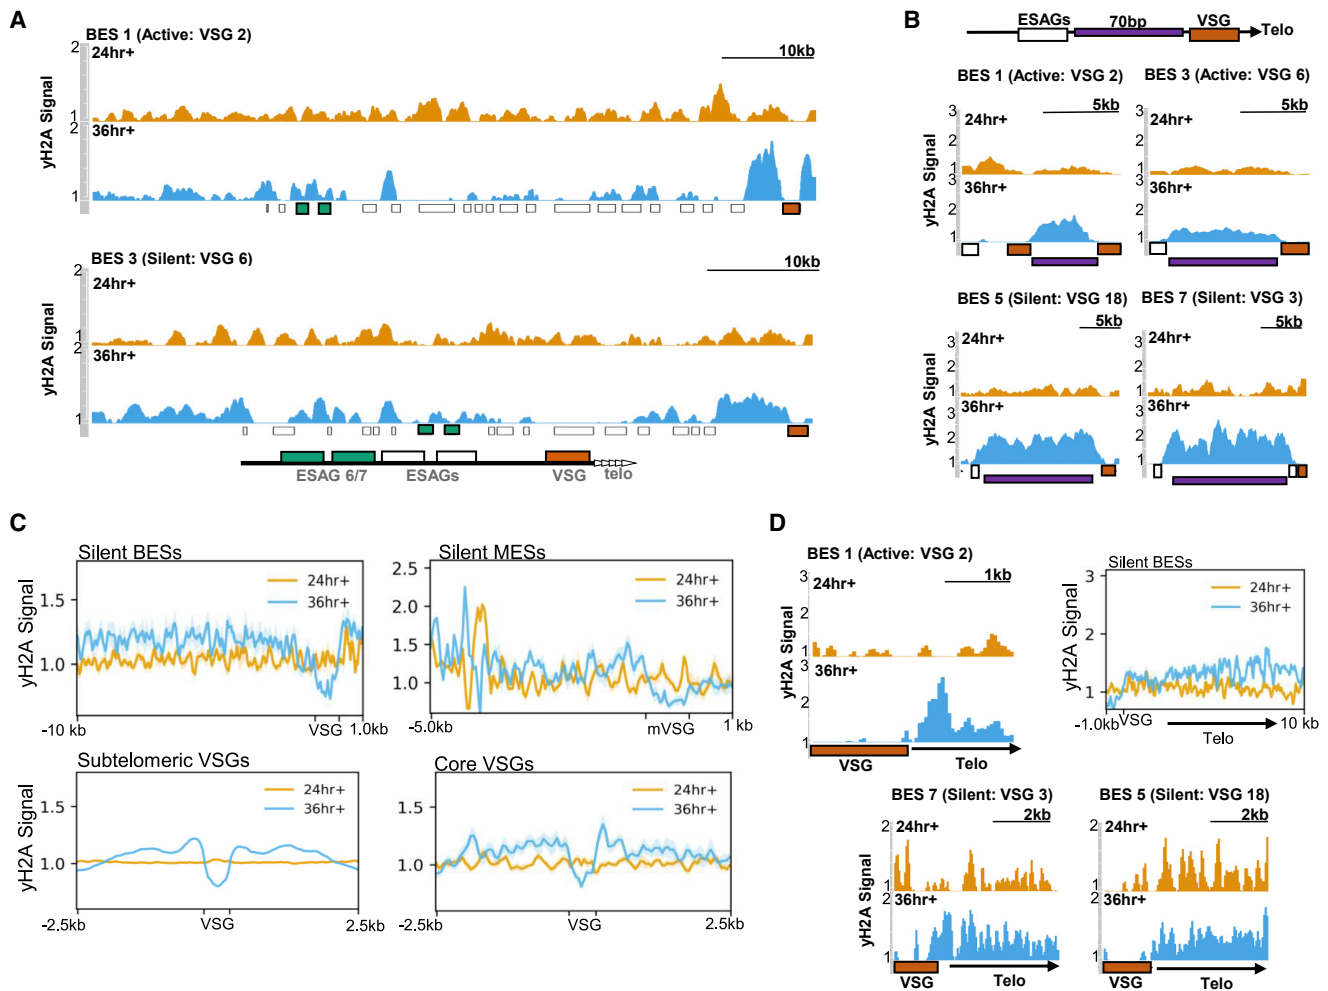 A
BES 1 (Active: VSG 2)
2
24hr+
10kb
1
2
36hr+
1
yH2A Signal
BES 3 (Silent: VSG 6)
2
24hr+
10kb
1
2
36hr+
1
yH2A Signal
ESAG 6/7
ESAGs
VSG
telo
B
ESAGs
70bp
VSG
Telo
BES 1 (Active: VSG 2)
3
24hr+
5kb
2
1
3
36hr+
2
1
yH2A Signal
BES 3 (Active: VSG 6)
3
24hr+
5kb
2
1
3
36hr+
2
1
BES 5 (Silent: VSG 18)
3
24hr+
5kb
2
1
3
36hr+
2
1
yH2A Signal
BES 7 (Silent: VSG 3)
3
24hr+
5kb
2
1
3
36hr+
2
1
C
Silent BESs
24hr+
36hr+
1.5
1.0
yH2A Signal
-10 kb
VSG
1.0kb
Silent MESs
24hr+
36hr+
2.5
2.0
1.5
1.0
-5.0kb
mVSG
1 kb
Subtelomeric VSGs
24hr+
36hr+
1.5
1.0
yH2A Signal
-2.5kb
VSG
2.5kb
Core VSGs
24hr+
36hr+
1.5
1.0
-2.5kb
VSG
2.5kb
D
BES 1 (Active: VSG 2)
3
24hr+
1kb
2
1
3
36hr+
2
1
yH2A Signal
VSG
Telo
Silent BESs
24hr+
36hr+
3
2
1
yH2A Signal
-1.0kb
VSG
Telo
10 kb
BES 7 (Silent: VSG 3)
2
24hr+
2kb
1
2
36hr+
1
yH2A Signal
VSG
Telo
BES 5 (Silent: VSG 18)
2
24hr+
2kb
1
2
36hr+
1
VSG
Telo